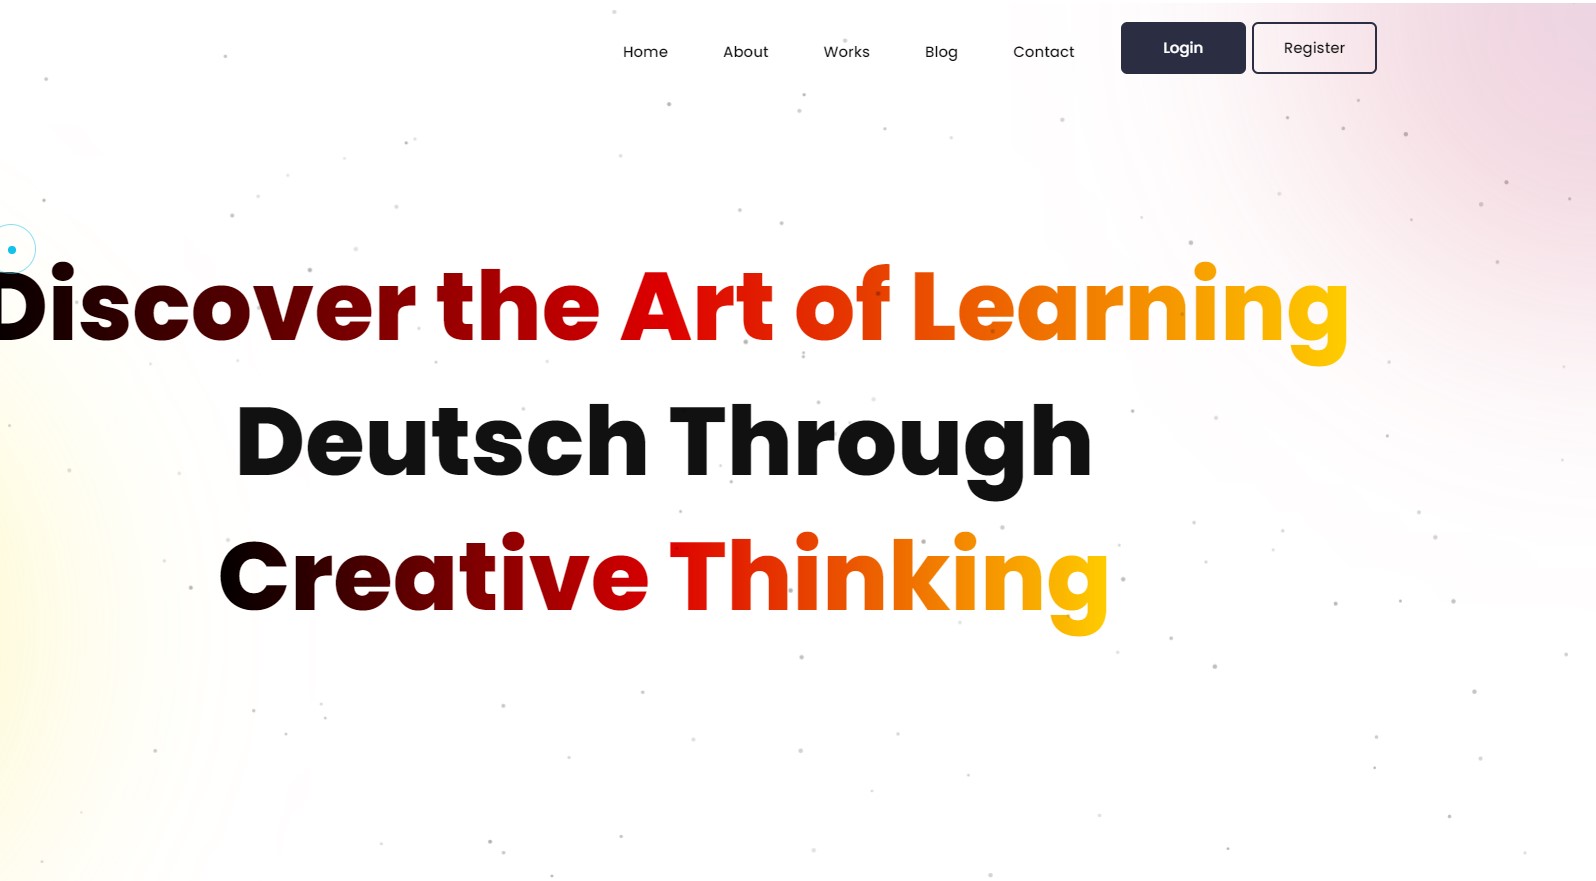 Home About Works Blog Contact Login Register
Discover the Art of Learning
Deutsch Through
Creative Thinking